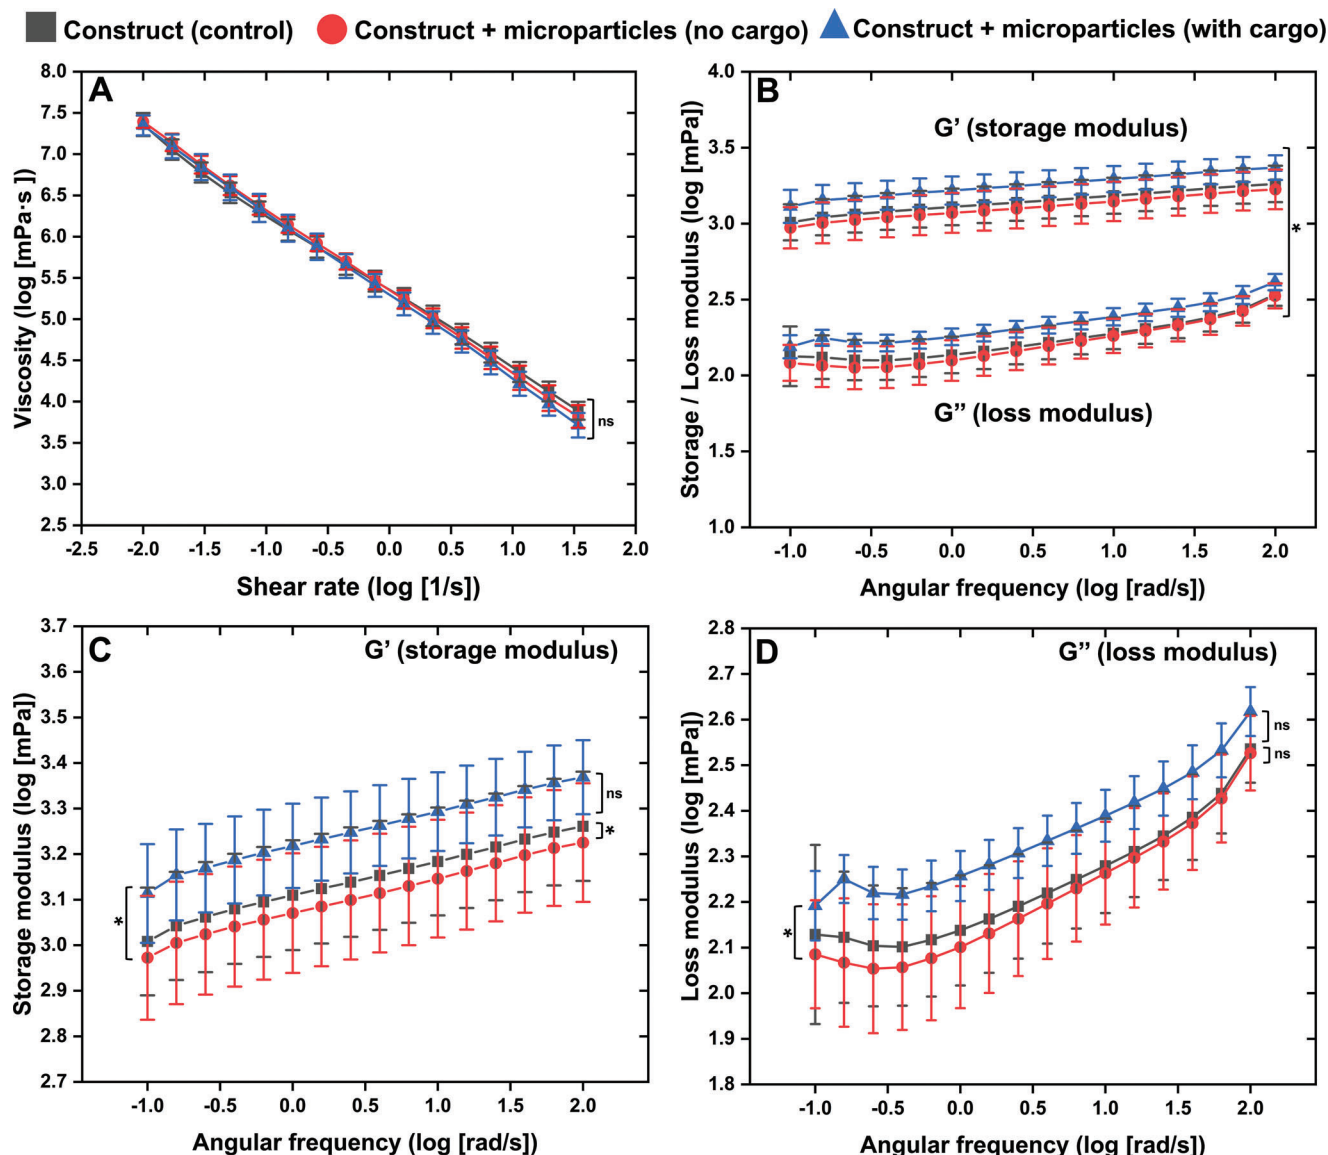 Construct (control) Construct + microparticles (no cargo) Construct + microparticles (with cargo)
A
8.0
7.5
7.0
6.5
6.0
5.5
5.0
4.5
4.0
3.5
3.0
2.5
Viscosity (log [mPa·s ])
ns
-2.5 -2.0 -1.5 -1.0 -0.5 0.0 0.5 1.0 1.5 2.0
Shear rate (log [1/s])
B
4.0
3.5
3.0
2.5
2.0
1.5
1.0
Storage / Loss modulus (log [mPa])
G' (storage modulus)
*
G'' (loss modulus)
-1.0 -0.5 0.0 0.5 1.0 1.5 2.0
Angular frequency (log [rad/s])
C
G' (storage modulus)
3.7
3.6
3.5
3.4
3.3
3.2
3.1
3.0
2.9
2.8
2.7
Storage modulus (log [mPa])
ns
*
*
-1.0 -0.5 0.0 0.5 1.0 1.5 2.0
Angular frequency (log [rad/s])
D
G'' (loss modulus)
2.8
2.7
2.6
2.5
2.4
2.3
2.2
2.1
2.0
1.9
1.8
Loss modulus (log [mPa])
ns
ns
*
-1.0 -0.5 0.0 0.5 1.0 1.5 2.0
Angular frequency (log [rad/s])